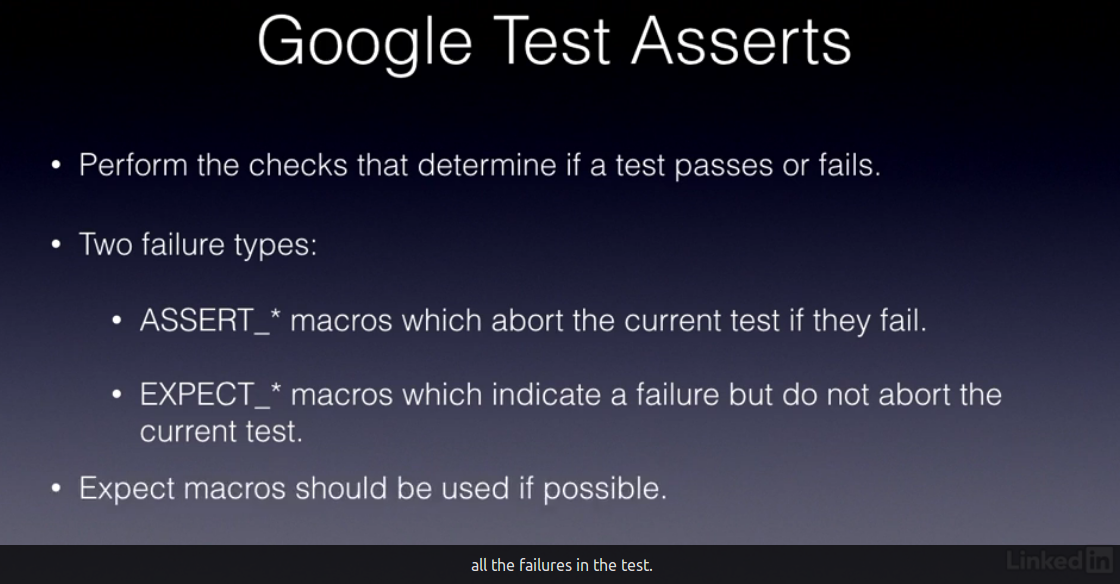 Google Test Asserts
• Perform the checks that determine if a test passes or fails.
• Two failure types:
• ASSERT_* macros which abort the current test if they fail.
• EXPECT_* macros which indicate a failure but do not abort the
current test.
• Expect macros should be used if possible.
all the failures in the test.
Linked in